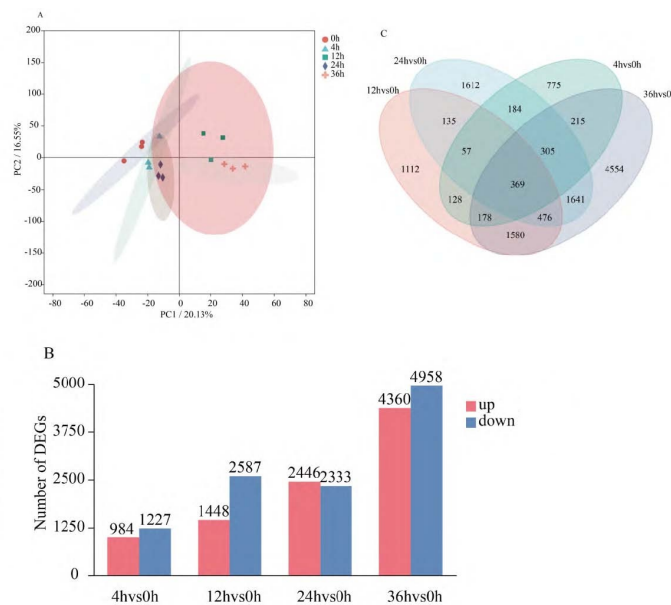 A
0h
4h
12h
24h
36h
200
150
100
50
0
-50
-100
-150
-200
PC2 / 16.55%
-80 -60 -40 -20 0 20 40 60 80
PC1 / 20.13%
C
24hvs0h
4hvs0h
12hvs0h
36hvs0
1612
775
184
135
215
57
305
1112
4554
369
128
1641
178
476
1580
B
Number of DEGs
5000
3750
2500
1250
0
984
1227
1448
2587
2446
2333
4360
4958
up
down
4hvs0h 12hvs0h 24hvs0h 36hvs0h